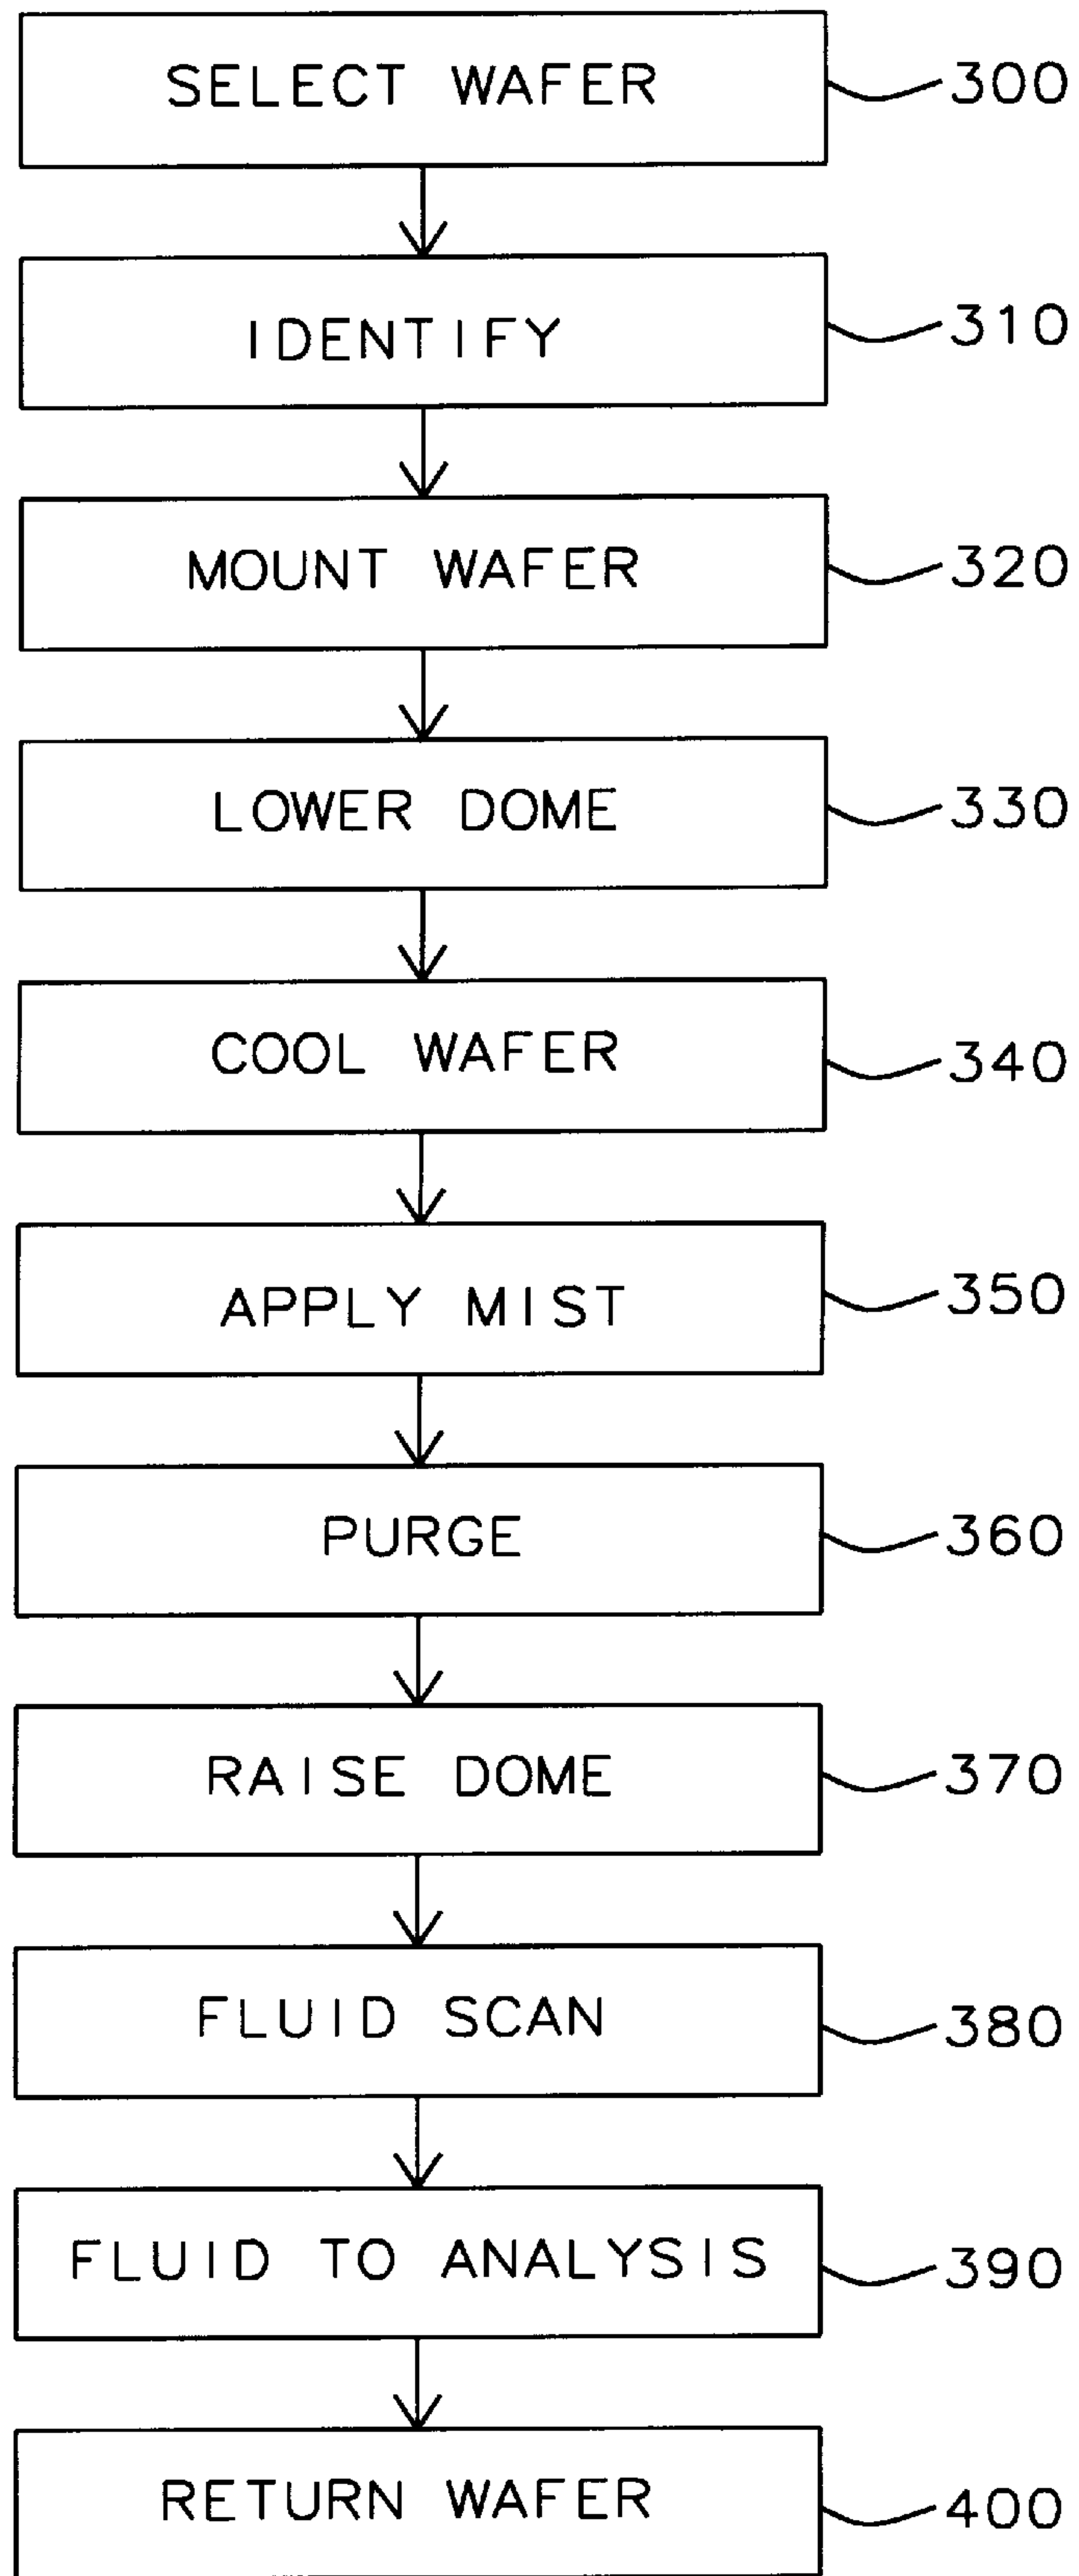 SELECT WAFER 300
IDENTIFY 310
MOUNT WAFER 320
LOWER DOME 330
COOL WAFER 340
APPLY MIST 350
PURGE 360
RAISE DOME 370
FLUID SCAN 380
FLUID TO ANALYSIS 390
RETURN WAFER 400